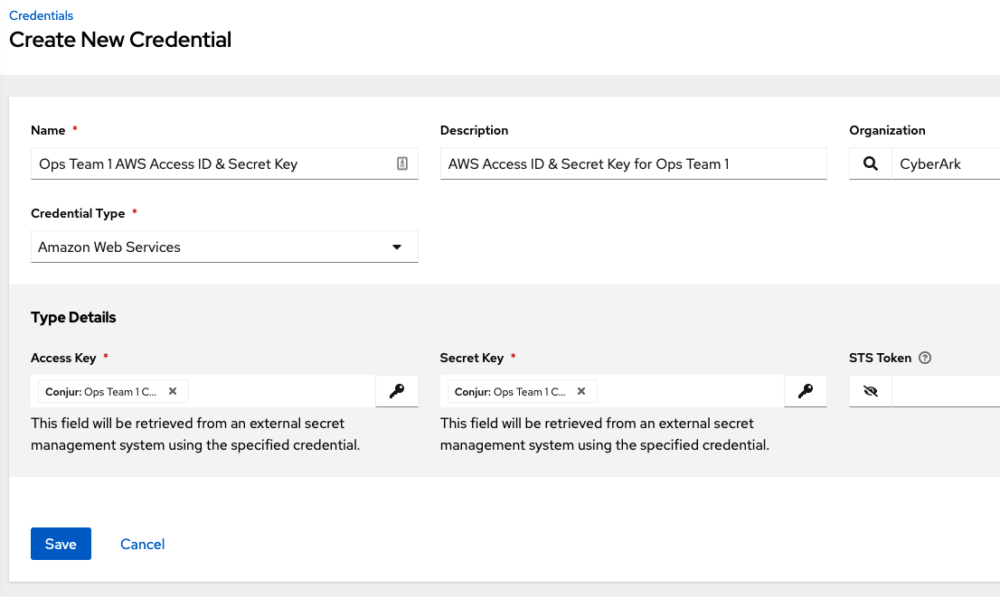 Credentials
Create New Credential
Name *
Description
Organization
Ops Team 1 AWS Access ID & Secret Key
AWS Access ID & Secret Key for Ops Team 1
CyberArk
Credential Type *
Amazon Web Services
Type Details
Access Key *
Secret Key *
STS Token
Conjur: Ops Team 1 C...
Conjur: Ops Team 1 C...
This field will be retrieved from an external secret
management system using the specified credential.
This field will be retrieved from an external secret
management system using the specified credential.
Save
Cancel